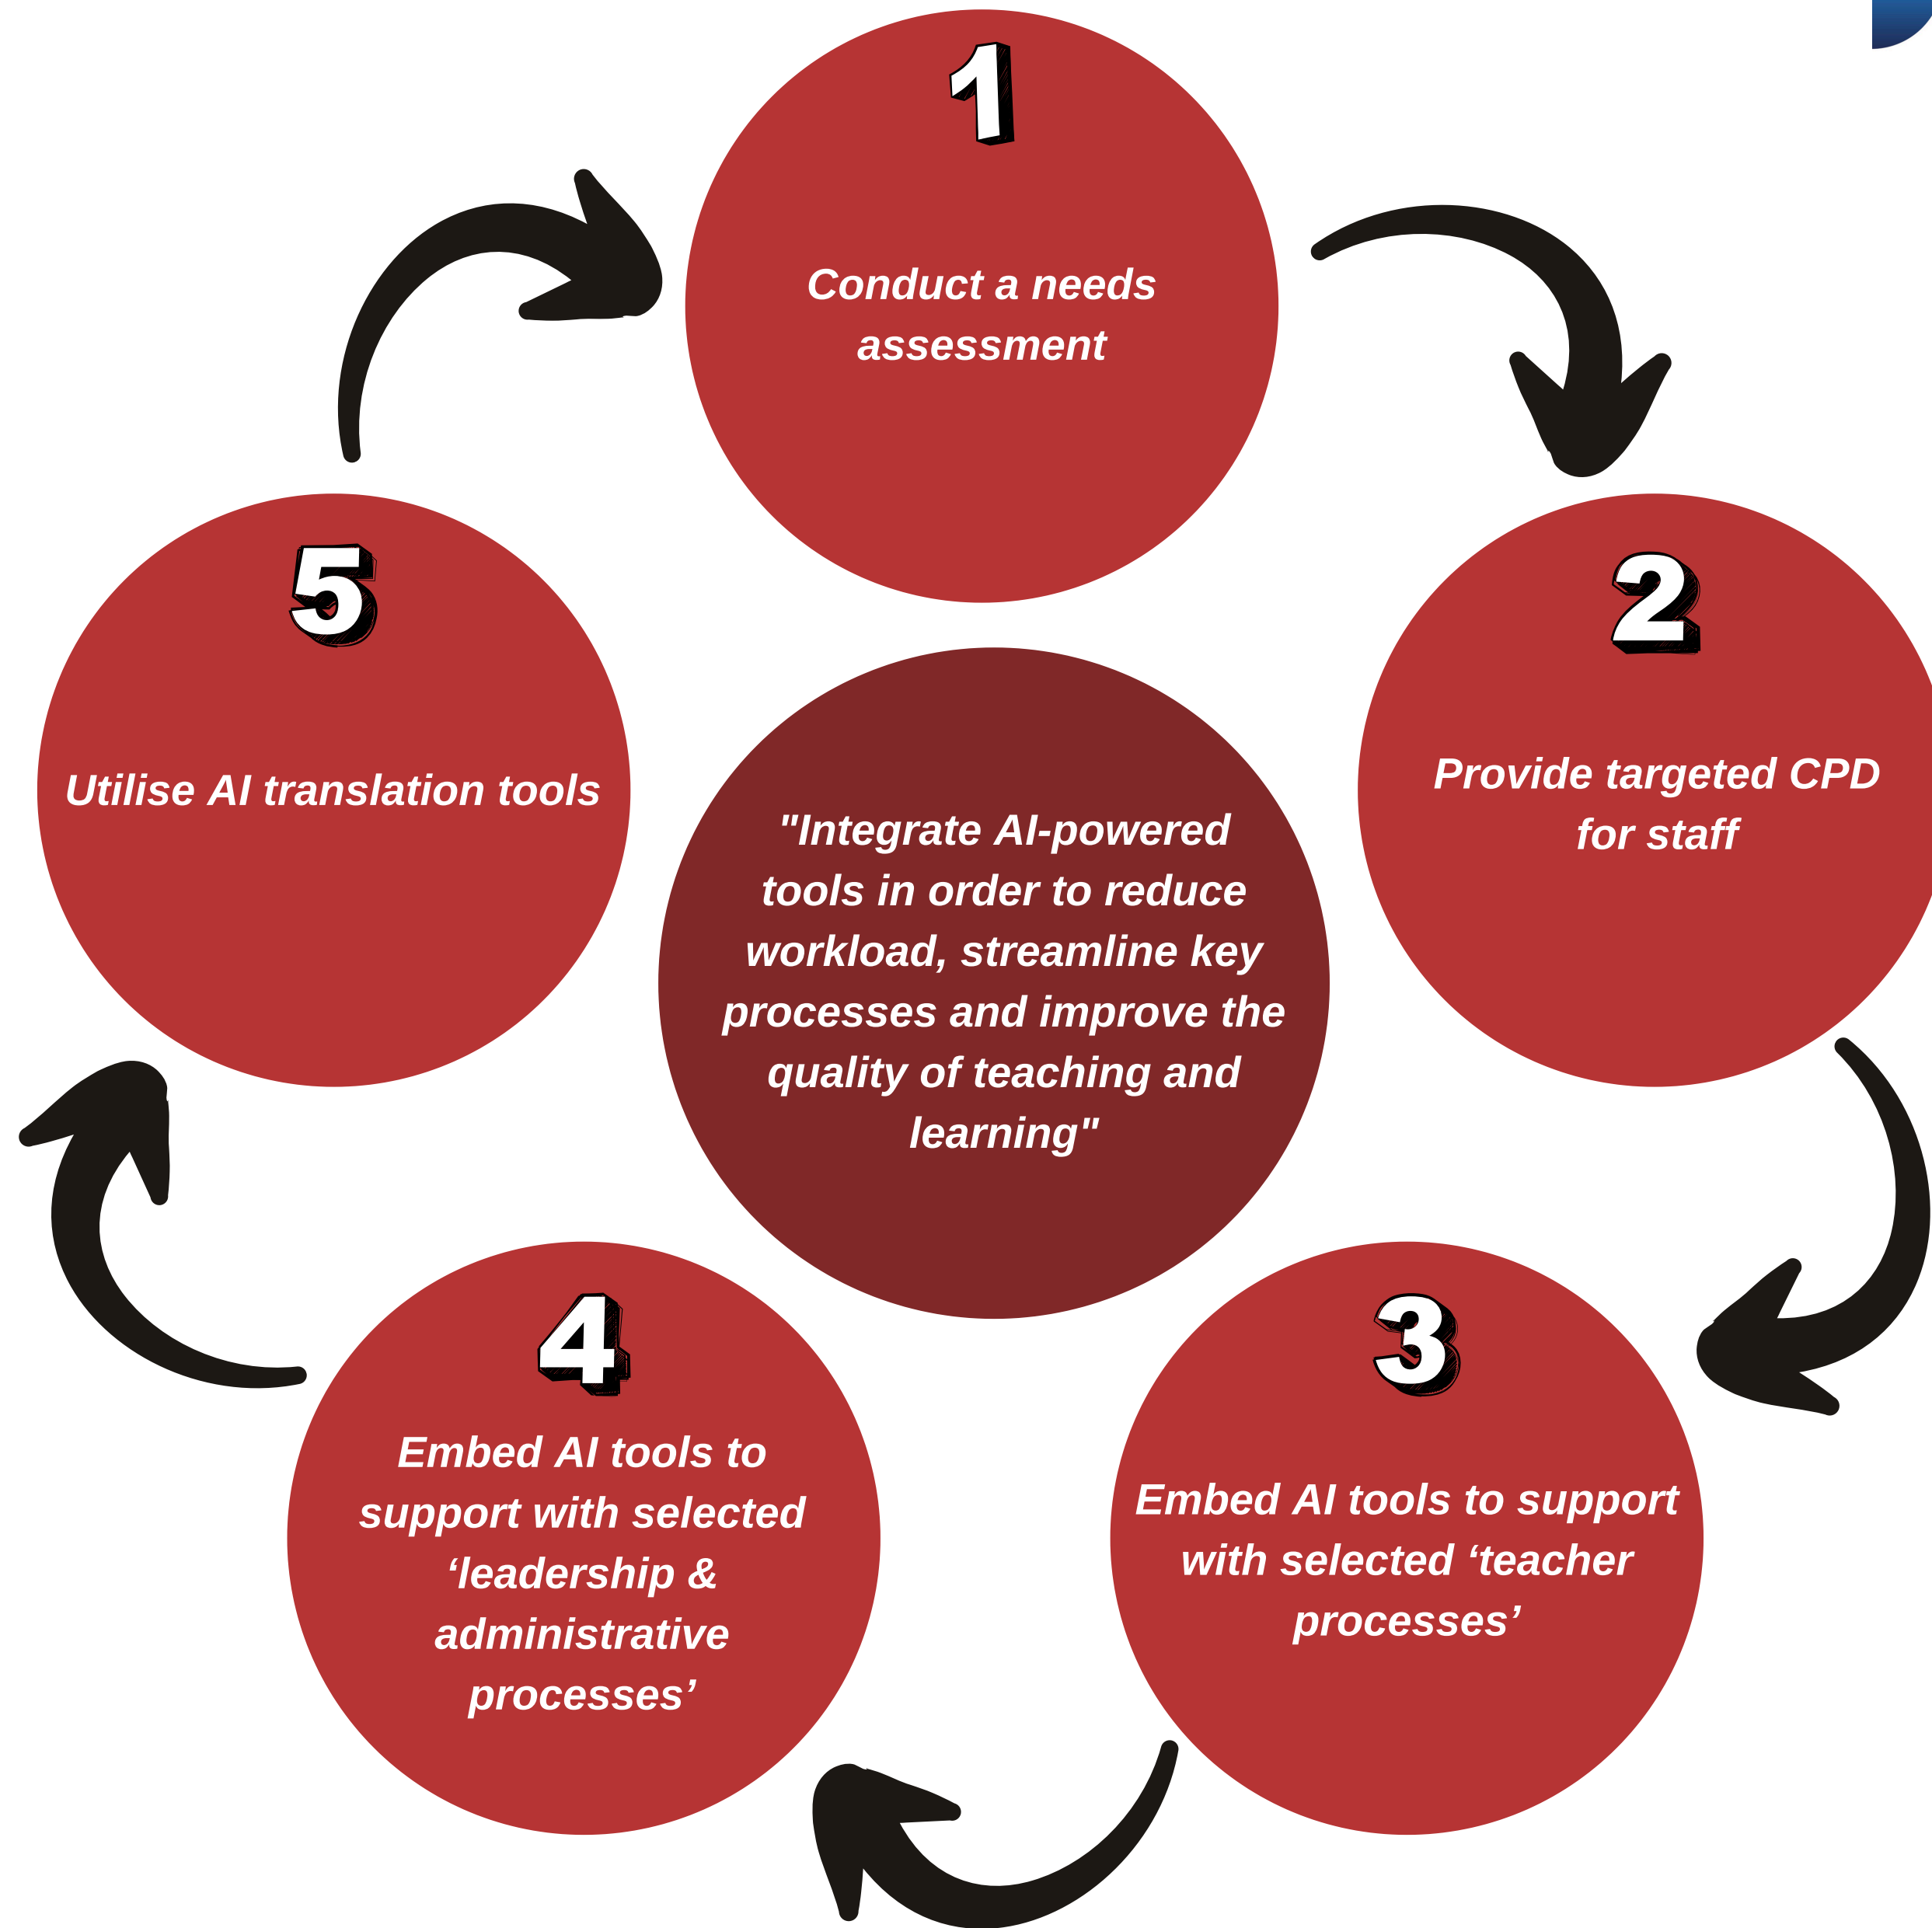 1
Conduct a needs
assessment
2
Provide targeted CPD
for staff
3
Embed AI tools to support
with selected ‘teacher
processes’
4
Embed AI tools to
support with selected
‘leadership &
administrative
processes’
5
Utilise AI translation tools
"Integrate AI-powered
tools in order to reduce
workload, streamline key
processes and improve the
quality of teaching and
learning"